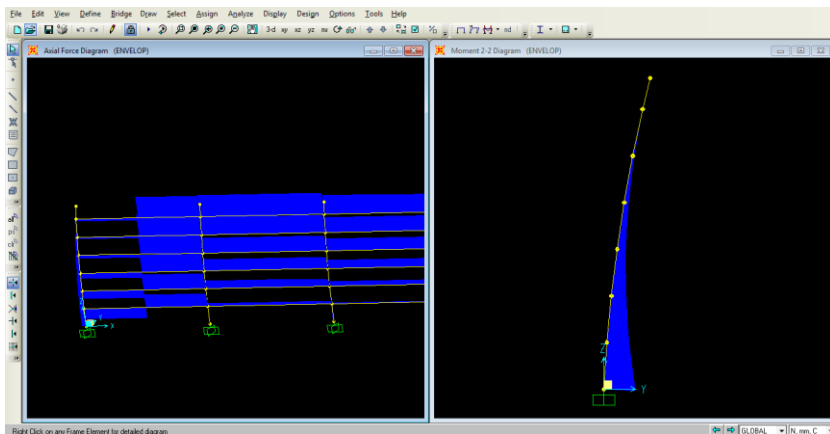 File Edit View Define Bridge Draw Select Assign Analyze Display Design Options Tools Help
3-d xy xz yz nv
nd
Axial Force Diagram (ENVELOP)
Moment 2-2 Diagram (ENVELOP)
all
Y
X
Z
Y
Right Click on any Frame Element for detailed diagram
GLOBAL
N, mm, C